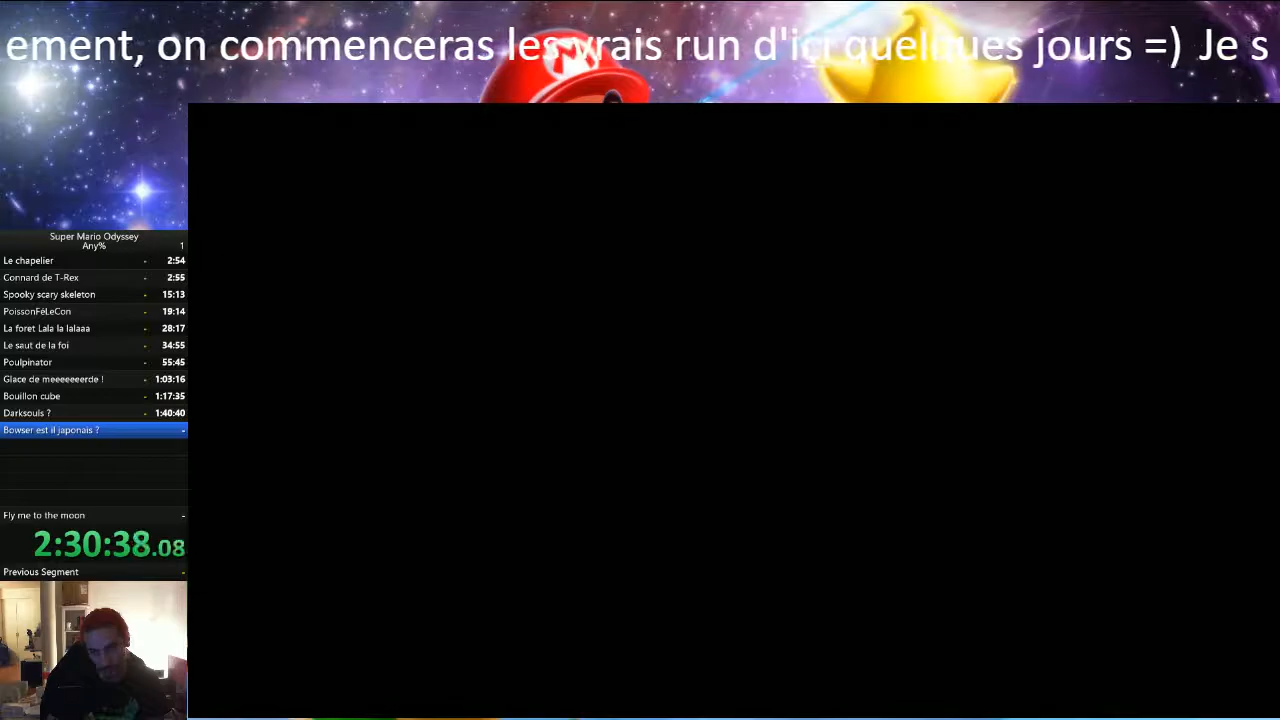 ement, on commenceras les vrais run d'ici quelques jours =) Je s
Super Mario Odyssey
Any% 1
Le chapelier - 2:54
Connard de T-Rex - 2:55
Spooky scary skeleton - 15:13
PoissonFéLeCon - 19:14
La foret Lala la lalaaa - 28:17
Le saut de la foi - 34:55
Poulpinator - 55:45
Glace de meeeeeeerde ! - 1:03:16
Bouillon cube - 1:17:35
Darksouls ? - 1:40:40
Bowser est il japonais ? -
Fly me to the moon -
2:30:38.08
Previous Segment -